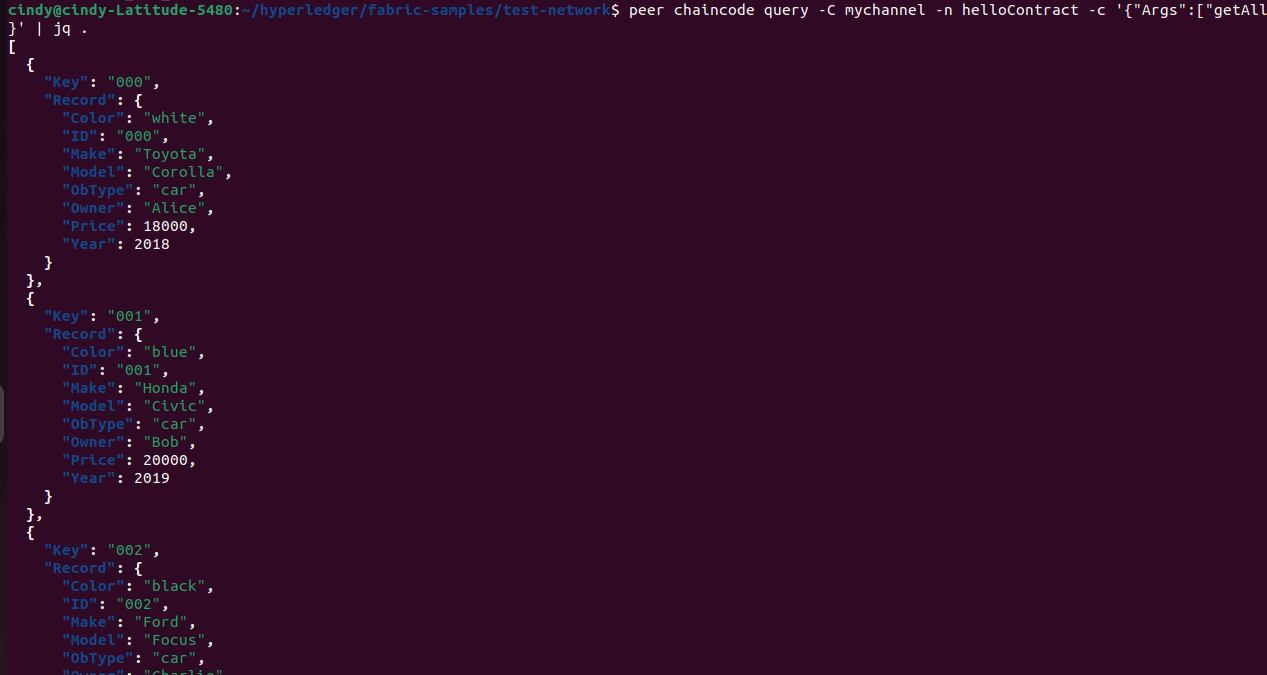 cindy@cindy-Latitude-5480:~/hyperledger/fabric-samples/test-network$ peer chaincode query -C mychannel -n helloContract -c '{"Args":["getAll
}' | jq .
[
  {
    "Key": "000",
    "Record": {
      "Color": "white",
      "ID": "000",
      "Make": "Toyota",
      "Model": "Corolla",
      "ObType": "car",
      "Owner": "Alice",
      "Price": 18000,
      "Year": 2018
    }
  },
  {
    "Key": "001",
    "Record": {
      "Color": "blue",
      "ID": "001",
      "Make": "Honda",
      "Model": "Civic",
      "ObType": "car",
      "Owner": "Bob",
      "Price": 20000,
      "Year": 2019
    }
  },
  {
    "Key": "002",
    "Record": {
      "Color": "black",
      "ID": "002",
      "Make": "Ford",
      "Model": "Focus",
      "ObType": "car",
      "Owner": "Charlie"